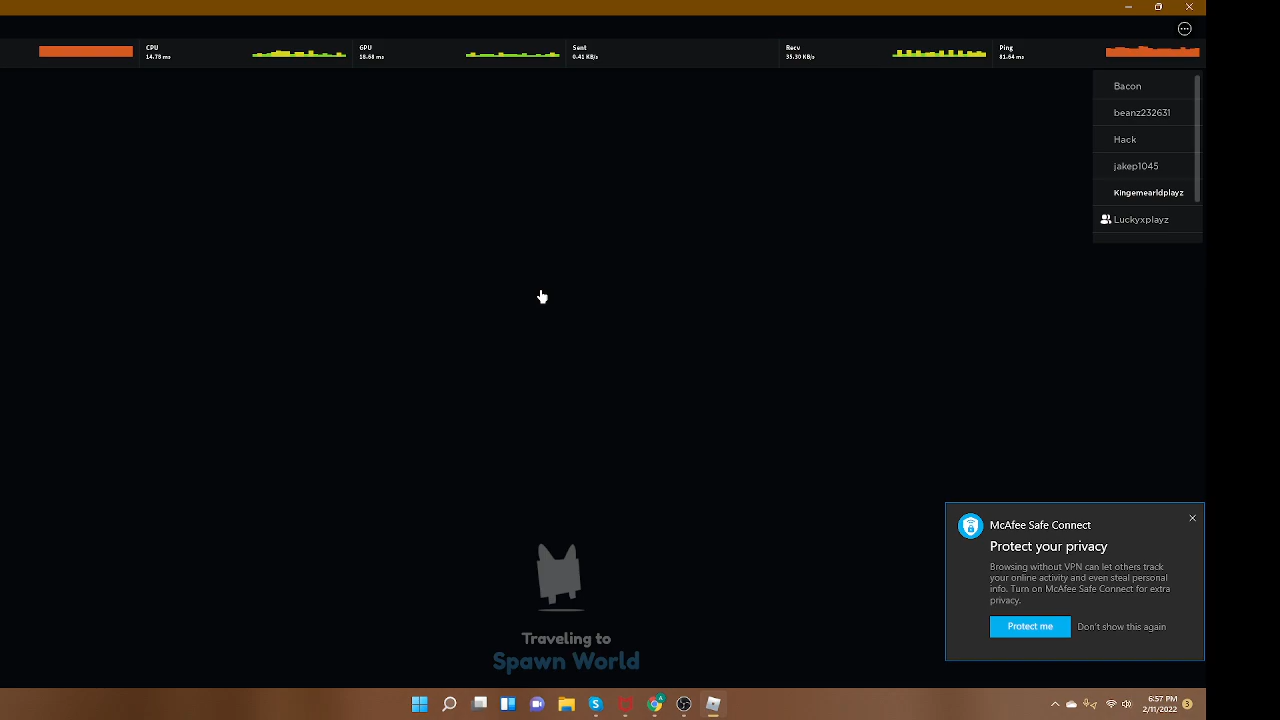 CPU
14.78 ms
GPU
18.68 ms
Sent
0.41 KB/s
Recv
35.30 KB/s
Ping
81.64 ms
Bacon
beanz232631
Hack
jakep1045
Kingemearldplayz
Luckyxplayz
McAfee Safe Connect
Protect your privacy
Browsing without VPN can let others track
your online activity and even steal personal
info. Turn on McAfee Safe Connect for extra
privacy.
Protect me
Don't show this again
Traveling to
Spawn World
A
S
6:57 PM
2/11/2022
3